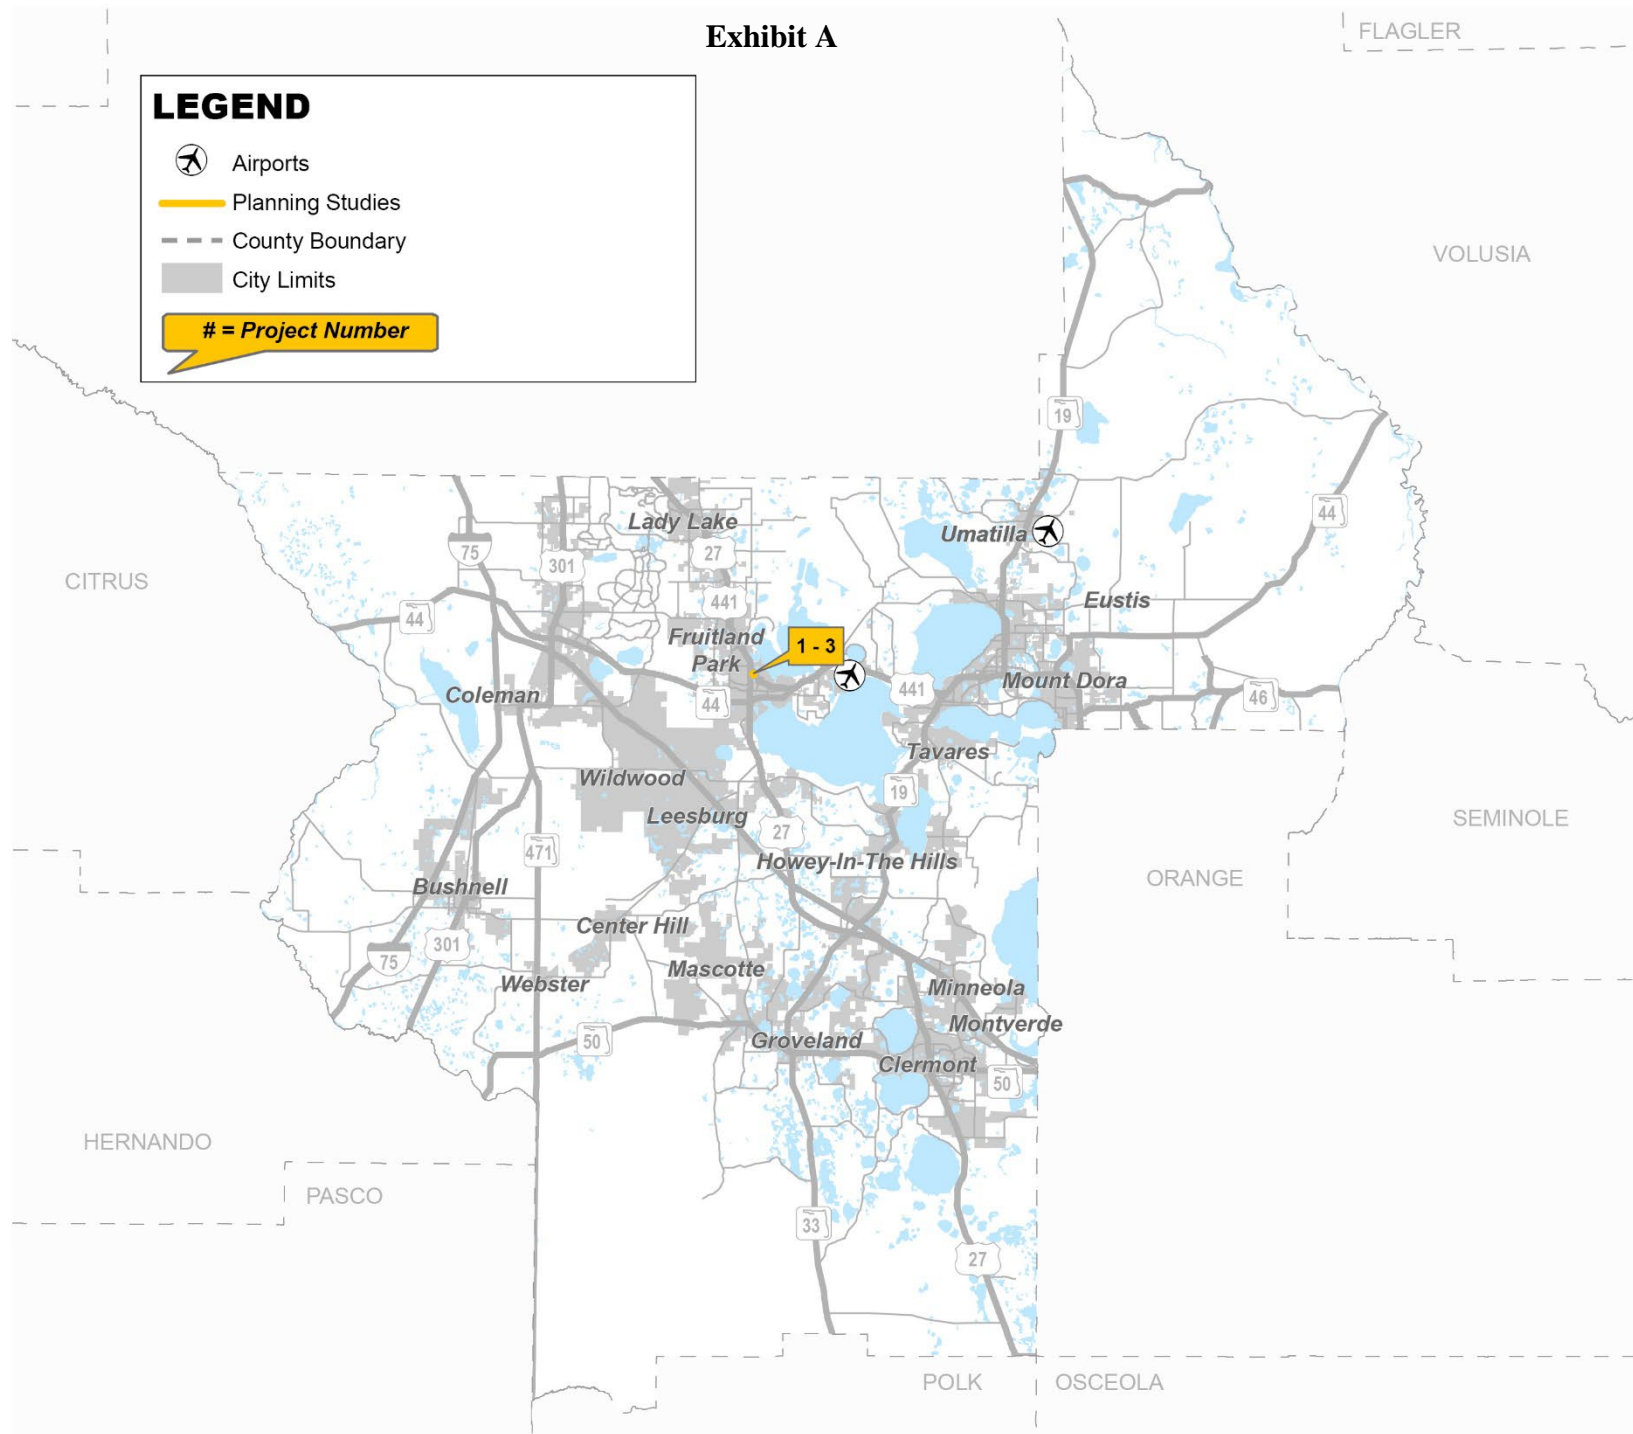 Exhibit A
FLAGLER
LEGEND
Airports
Planning Studies
County Boundary
City Limits
# = Project Number
VOLUSIA
19
44
Lady Lake
Umatilla
75
27
301
CITRUS
441
Eustis
44
Fruitland
Park
1 - 3
Mount Dora
441
Coleman
44
46
Tavares
Wildwood
19
Leesburg
SEMINOLE
27
471
Howey-In-The Hills
ORANGE
Bushnell
Center Hill
301
75
Mascotte
Webster
Minneola
Montverde
50
Groveland
Clermont
50
HERNANDO
PASCO
33
27
POLK
OSCEOLA